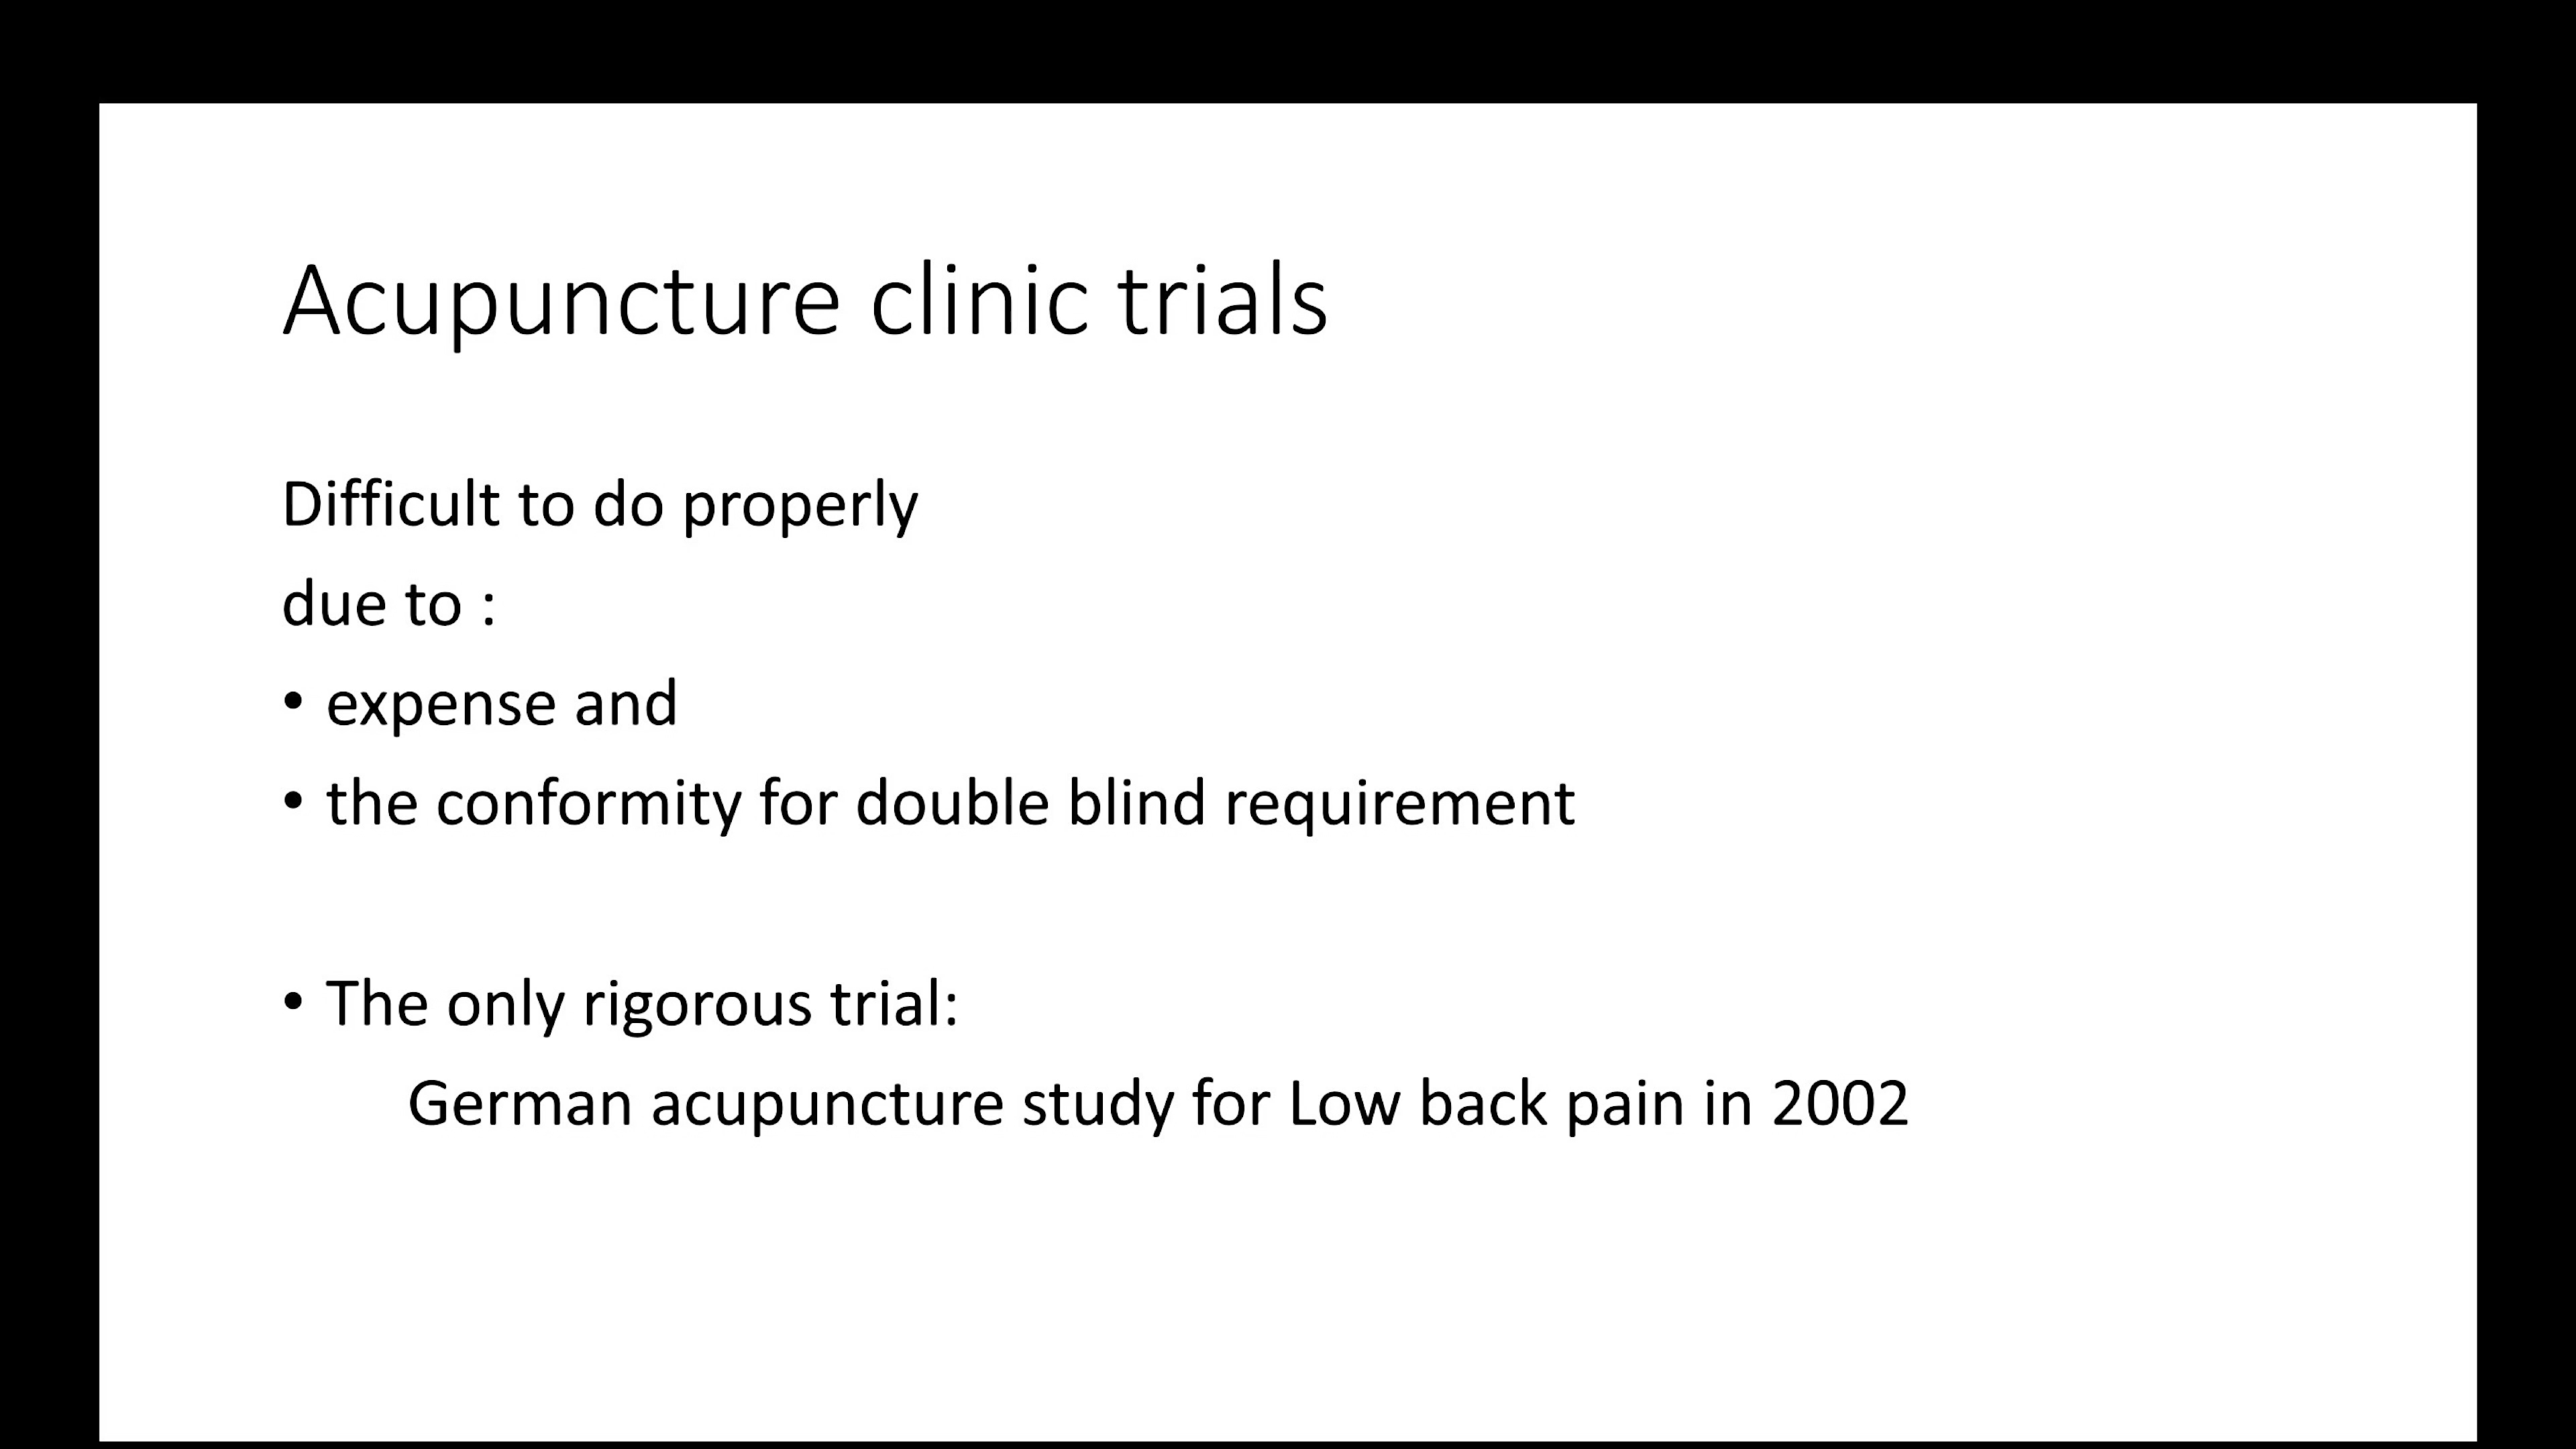 Acupuncture clinic trials
Difficult to do properly
due to :
• expense and
• the conformity for double blind requirement
• The only rigorous trial:
German acupuncture study for Low back pain in 2002